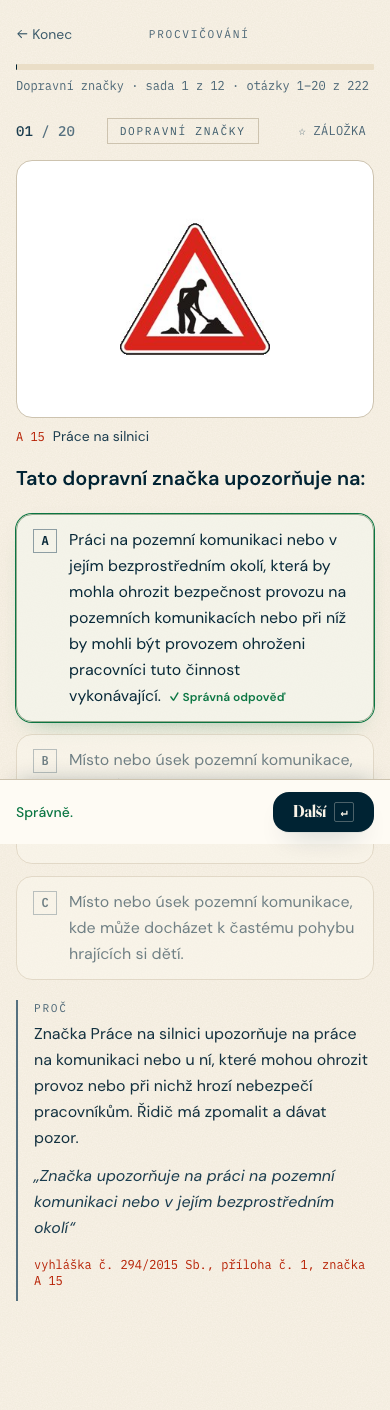 ← Konec
PROCVIČOVÁNÍ
Dopravní značky · sada 1 z 12 · otázky 1–20 z 222
01 / 20
DOPRAVNÍ ZNAČKY
☆ ZÁLOŽKA
A 15 Práce na silnici
Tato dopravní značka upozorňuje na:
A
Práci na pozemní komunikaci nebo v
jejím bezprostředním okolí, která by
mohla ohrozit bezpečnost provozu na
pozemních komunikacích nebo při níž
by mohli být provozem ohroženi
pracovníci tuto činnost
vykonávající. ✓ Správná odpověď
B
Místo nebo úsek pozemní komunikace,
Správně.
Další ↵
C
Místo nebo úsek pozemní komunikace,
kde může docházet k častému pohybu
hrajících si dětí.
PROČ
Značka Práce na silnici upozorňuje na práce
na komunikaci nebo u ní, které mohou ohrozit
provoz nebo při nichž hrozí nebezpečí
pracovníkům. Řidič má zpomalit a dávat
pozor.
„Značka upozorňuje na práci na pozemní
komunikaci nebo v jejím bezprostředním
okolí“
vyhláška č. 294/2015 Sb., příloha č. 1, značka
A 15